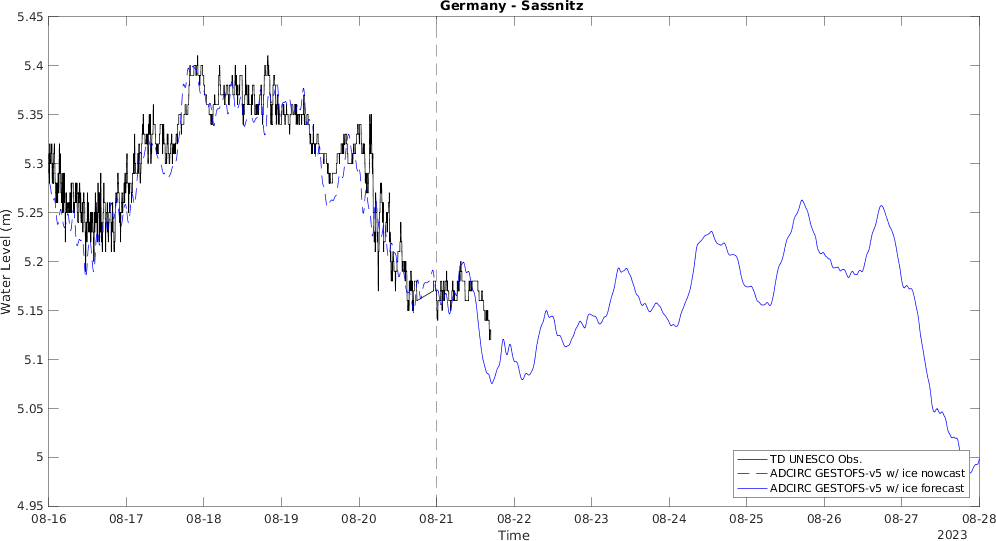 Germany - Sassnitz
5.45
5.4
5.35
5.3
5.25
5.2
5.15
5.1
5.05
5
4.95
Water Level (m)
TD UNESCO Obs.
ADCIRC GESTOFS-v5 w/ ice nowcast
ADCIRC GESTOFS-v5 w/ ice forecast
08-16 08-17 08-18 08-19 08-20 08-21 08-22 08-23 08-24 08-25 08-26 08-27 08-28
Time
2023